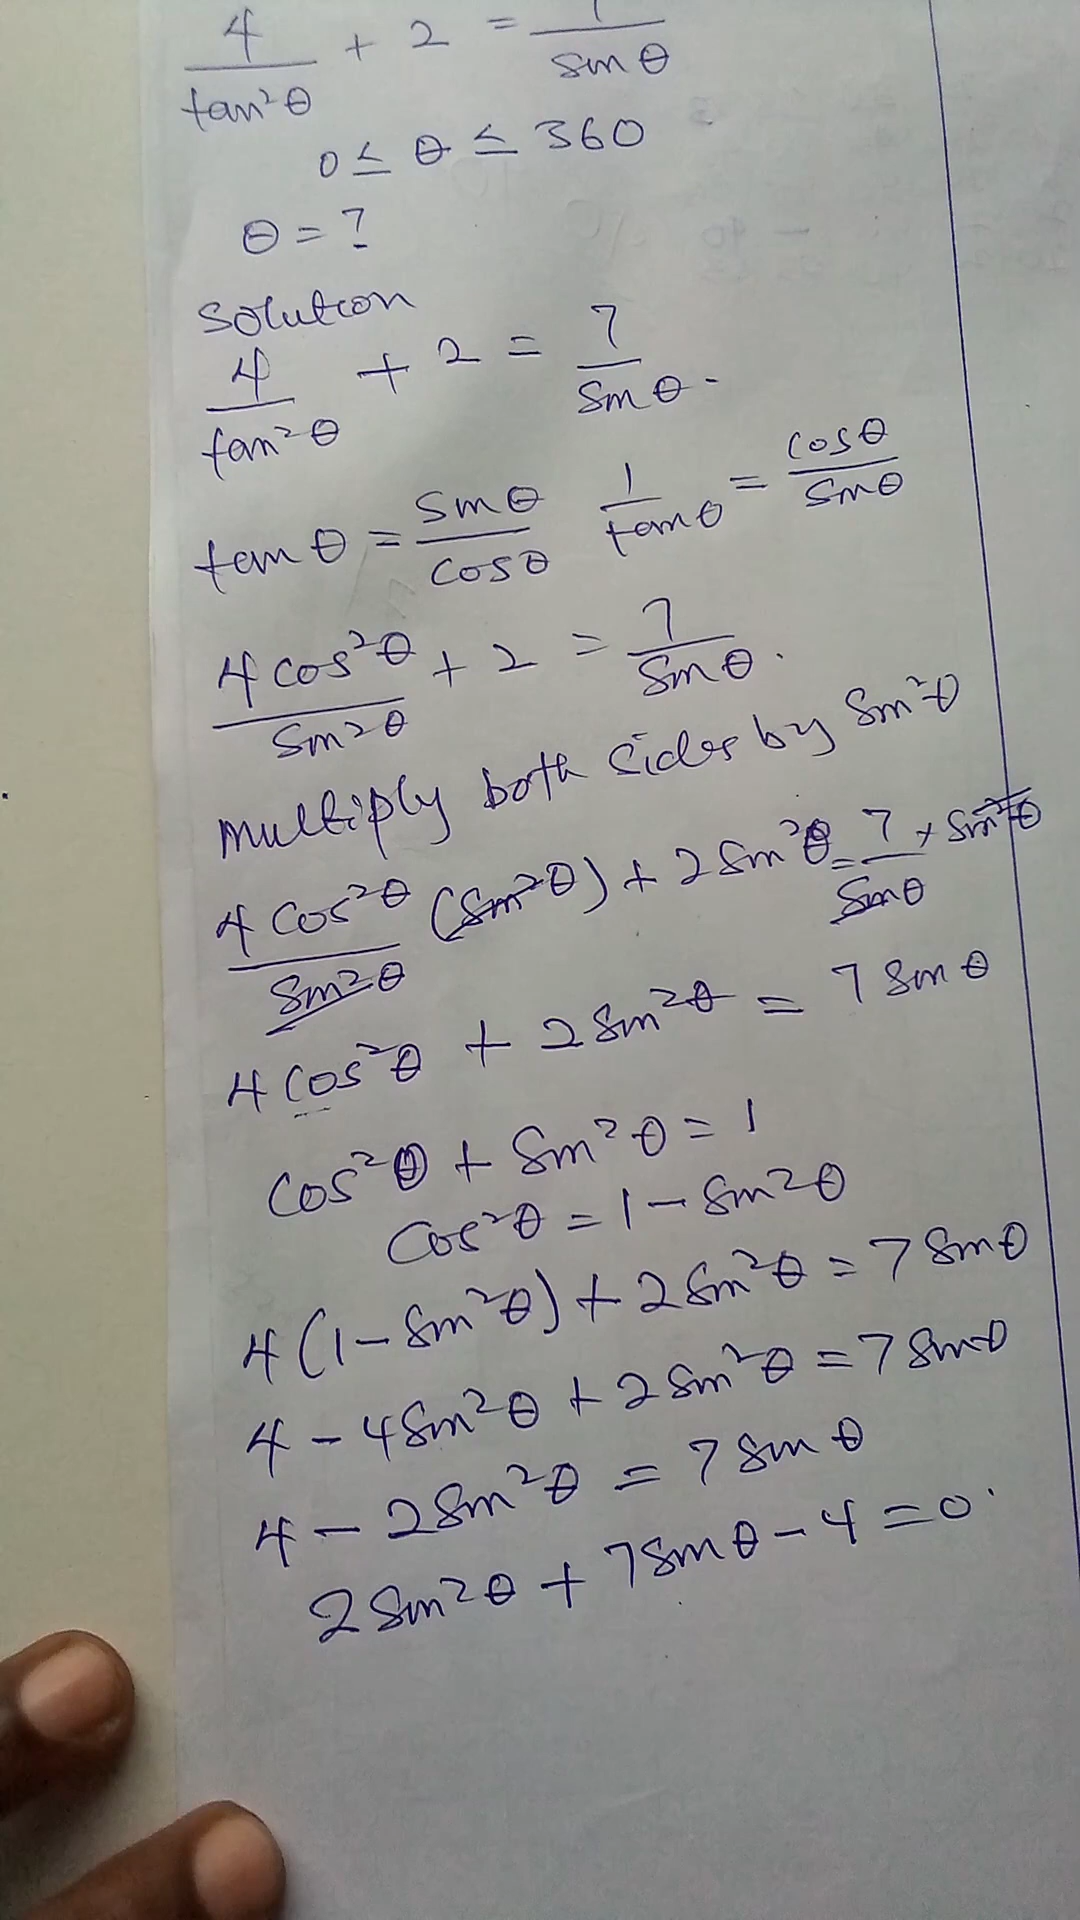 4/tan²θ + 2 = 7/sinθ
0 ≤ θ ≤ 360
θ = ?
Solution
4/tan²θ + 2 = 7/sinθ.
tanθ = sinθ/cosθ 1/tanθ = cosθ/sinθ
4cos²θ/sin²θ + 2 = 7/sinθ.
Multiply both sides by sin²θ
4cos²θ/sin²θ (sin²θ) + 2sin²θ = 7/sinθ × sin²θ
4cos²θ + 2sin²θ = 7sinθ
cos²θ + sin²θ = 1
cos²θ = 1 - sin²θ
4(1 - sin²θ) + 2sin²θ = 7sinθ
4 - 4sin²θ + 2sin²θ = 7sinθ
4 - 2sin²θ = 7sinθ
2sin²θ + 7sinθ - 4 = 0.